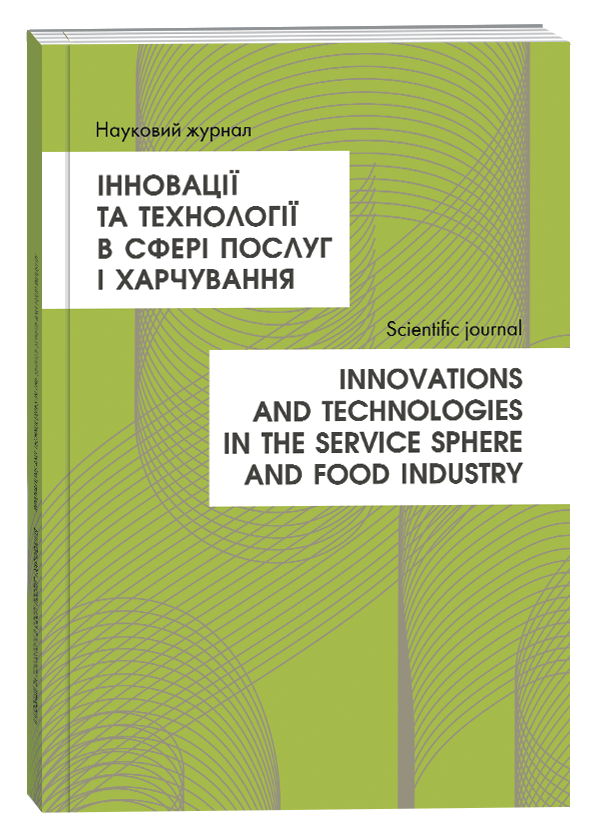 Науковий журнал
ІННОВАЦІЇ
ТА ТЕХНОЛОГІЇ
В СФЕРІ ПОСЛУГ
І ХАРЧУВАННЯ
Scientific journal
INNOVATIONS
AND TECHNOLOGIES
IN THE SERVICE SPHERE
AND FOOD INDUSTRY